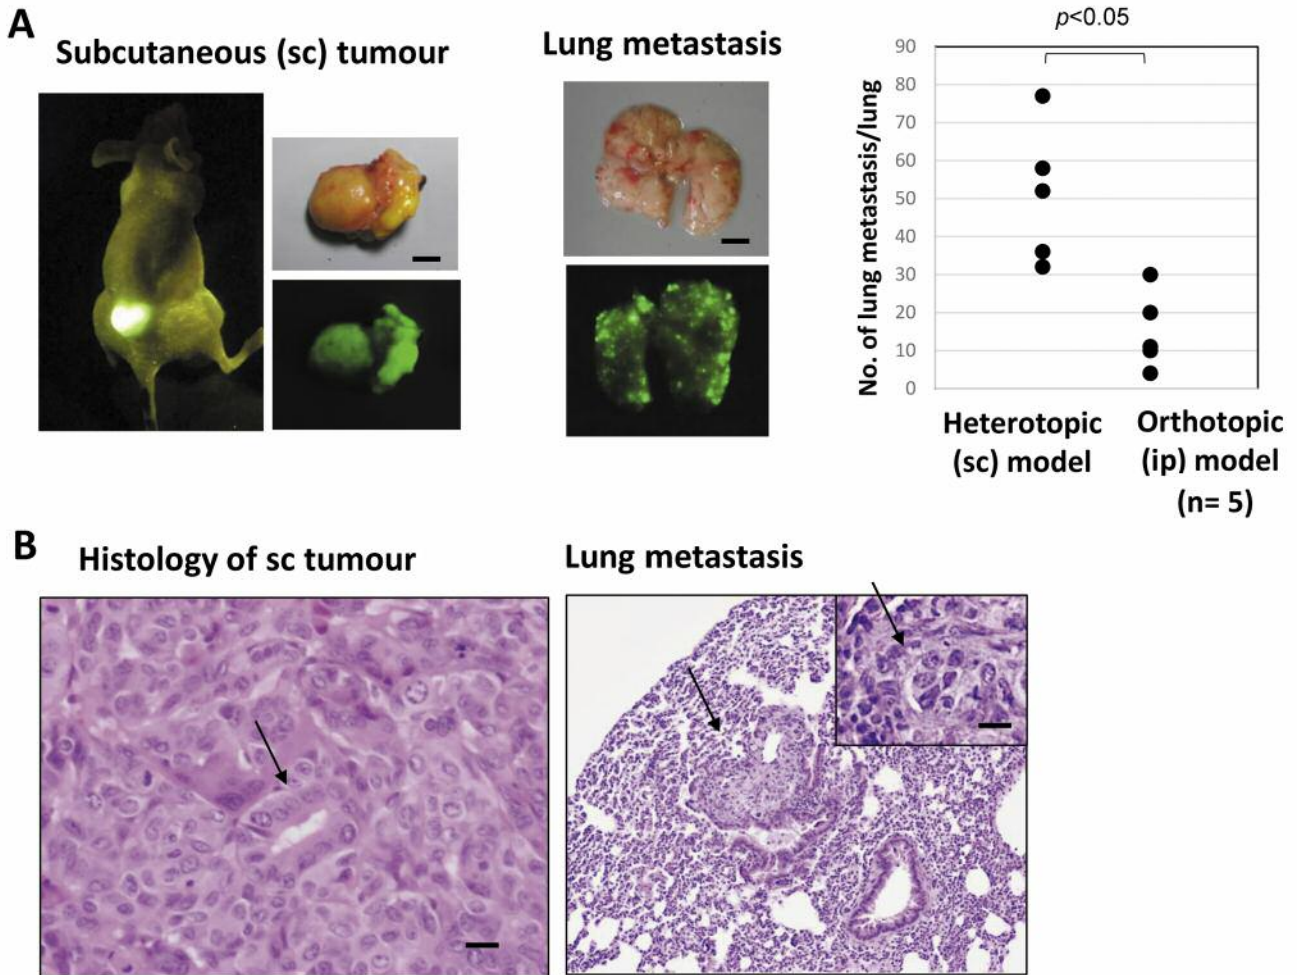 A
Subcutaneous (sc) tumour
Lung metastasis
p<0.05
No. of lung metastasis/lung
90
80
70
60
50
40
30
20
10
0
Heterotopic
(sc) model
Orthotopic
(ip) model
(n= 5)
B
Histology of sc tumour
Lung metastasis